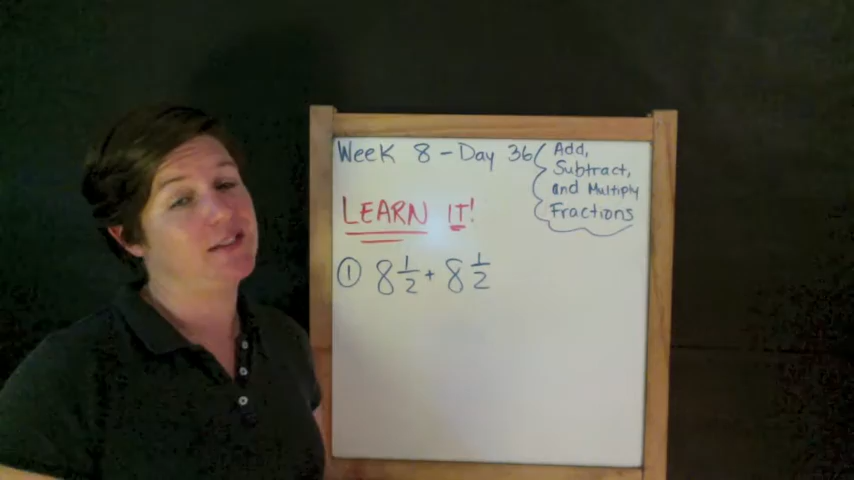 Week 8 - Day 36
Add,
Subtract,
and Multiply
Fractions
LEARN IT!
① 8 1/2 + 8 1/2